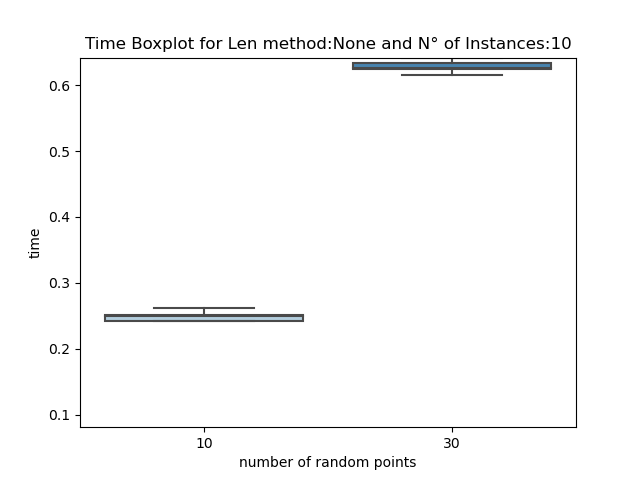 Time Boxplot for Len method:None and N° of Instances:10
0.6
0.5
0.4
0.3
0.2
0.1
time
10 30
number of random points